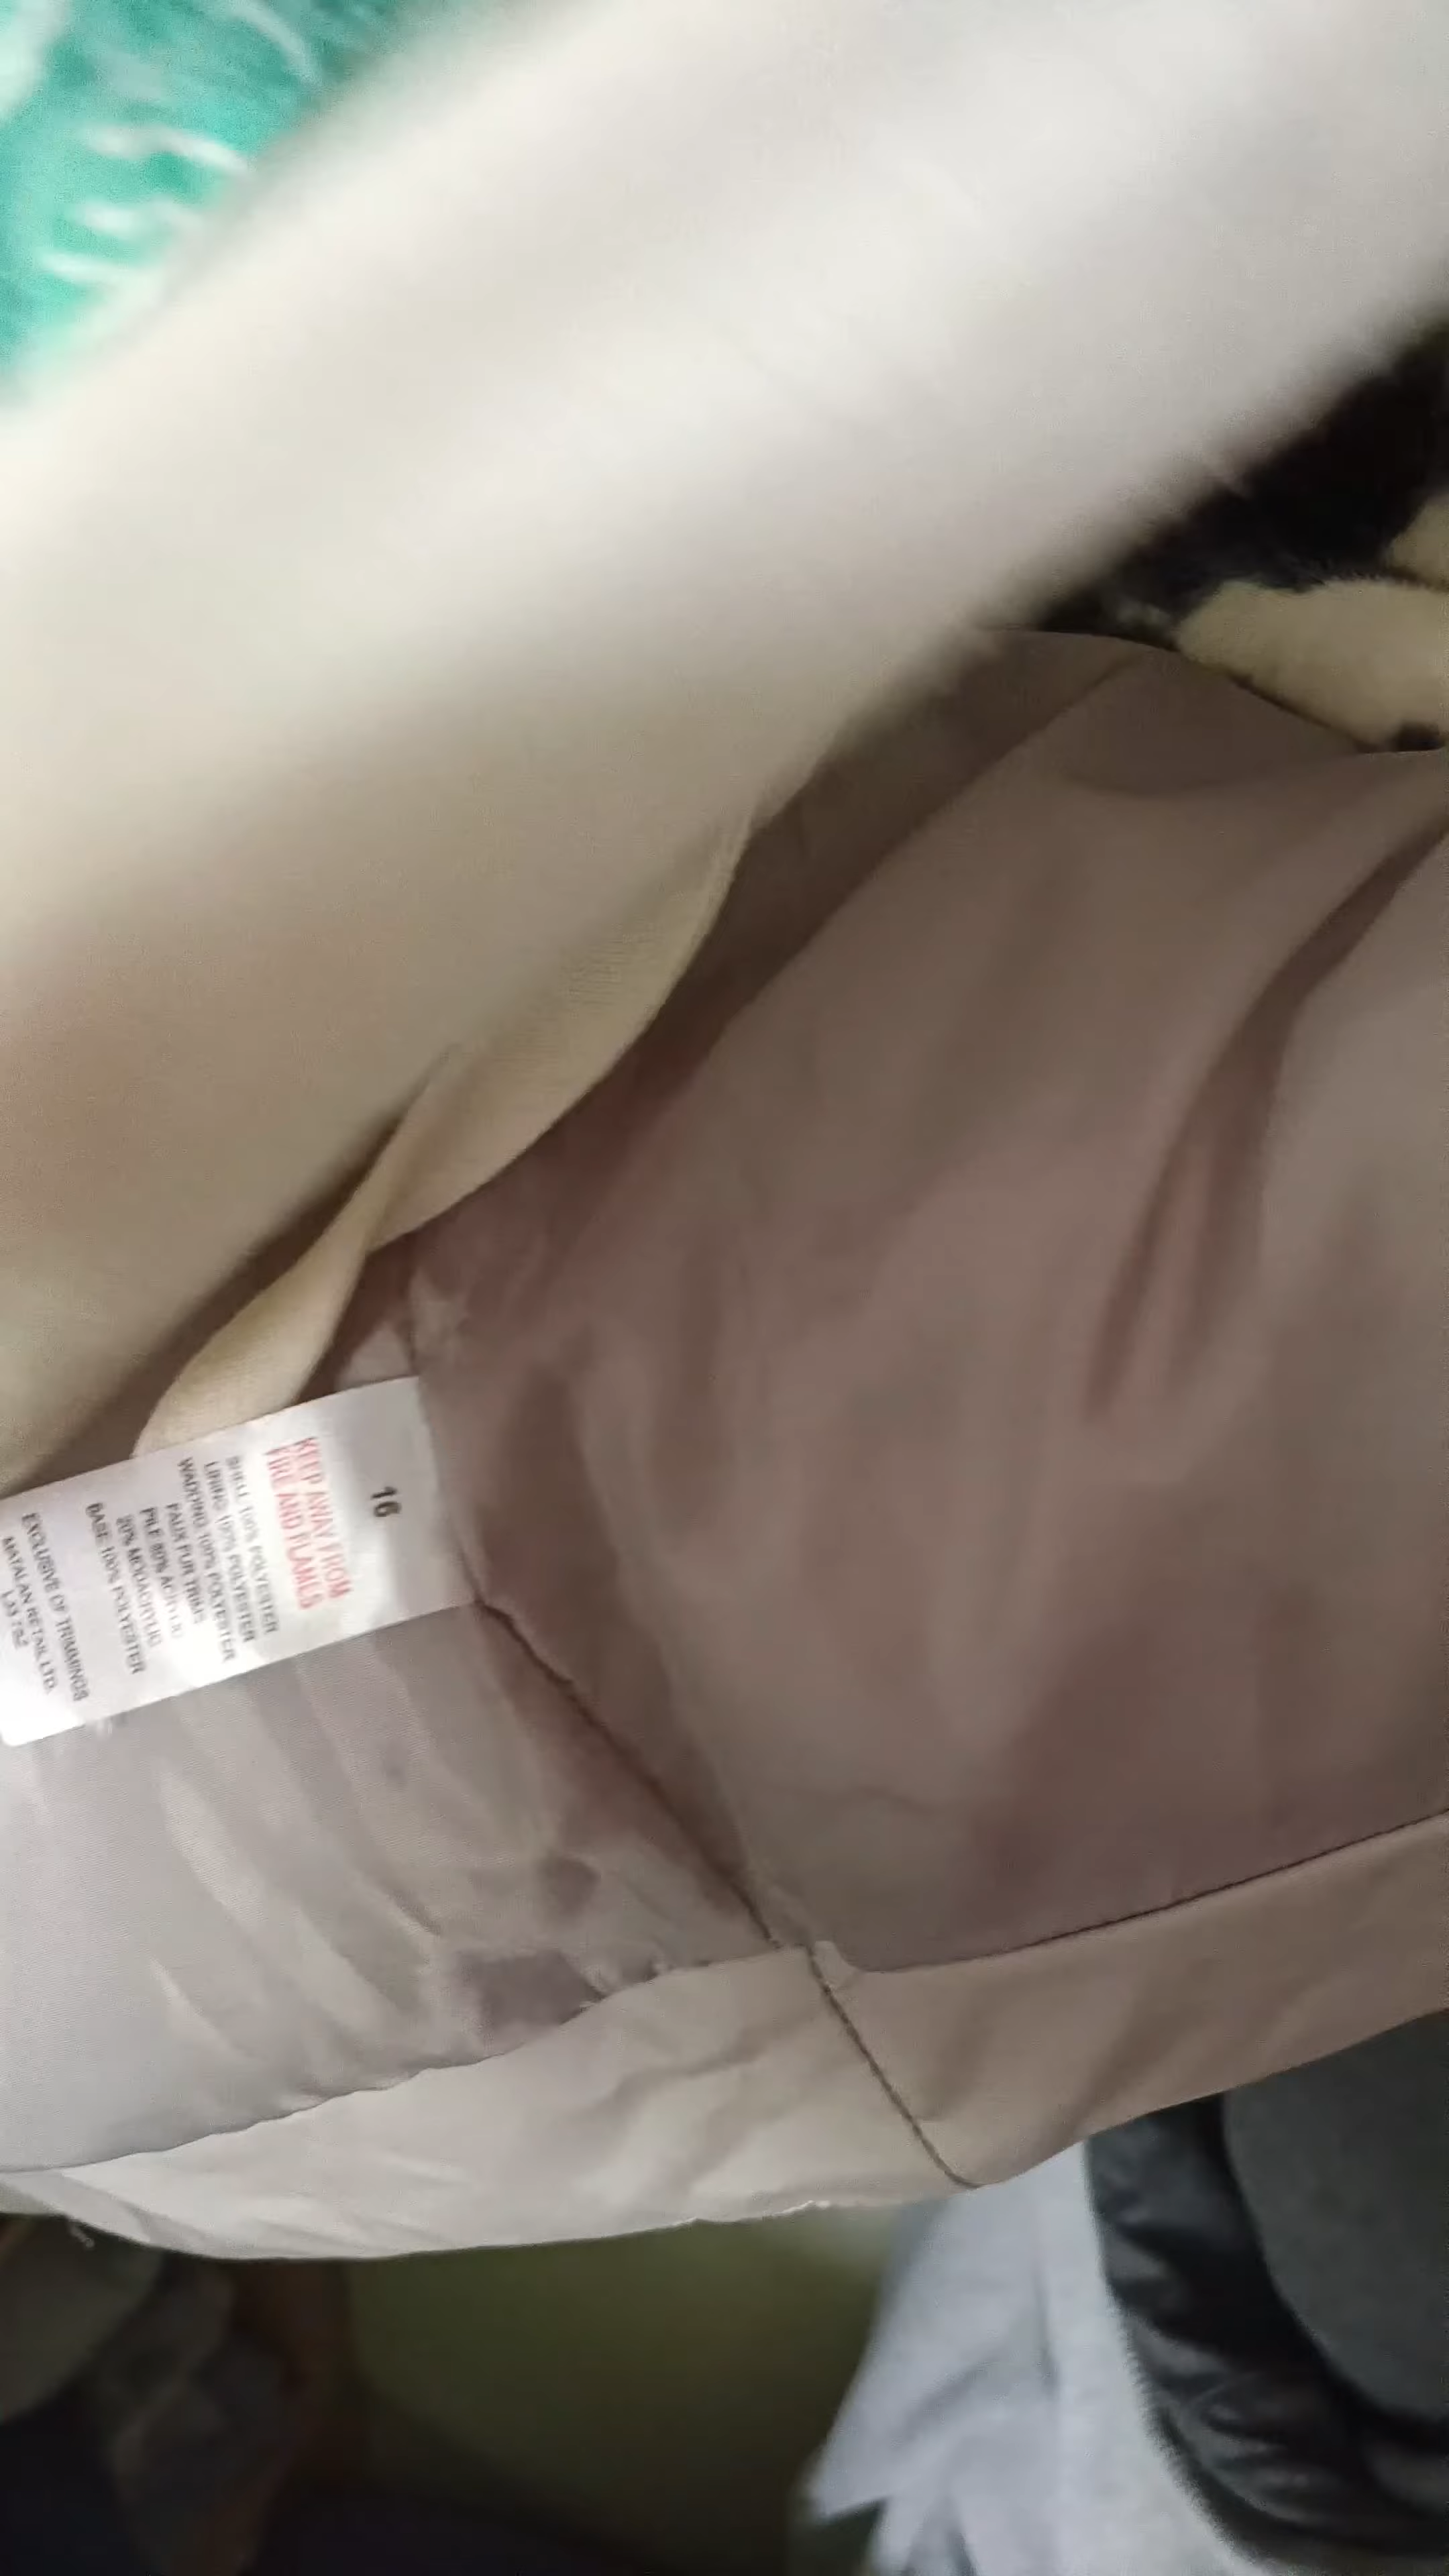 16
KEEP AWAY FROM
FIRE AND FLAMES
SHELL 100% POLYESTER
LINING 100% POLYESTER
WADDING 100% POLYESTER
FAUX FUR TRIMS
PILE 80% ACRYLIC
20% MODACRYLIC
BASE 100% POLYESTER
EXCLUSIVE OF TRIMMINGS
MATALAN RETAIL LTD.